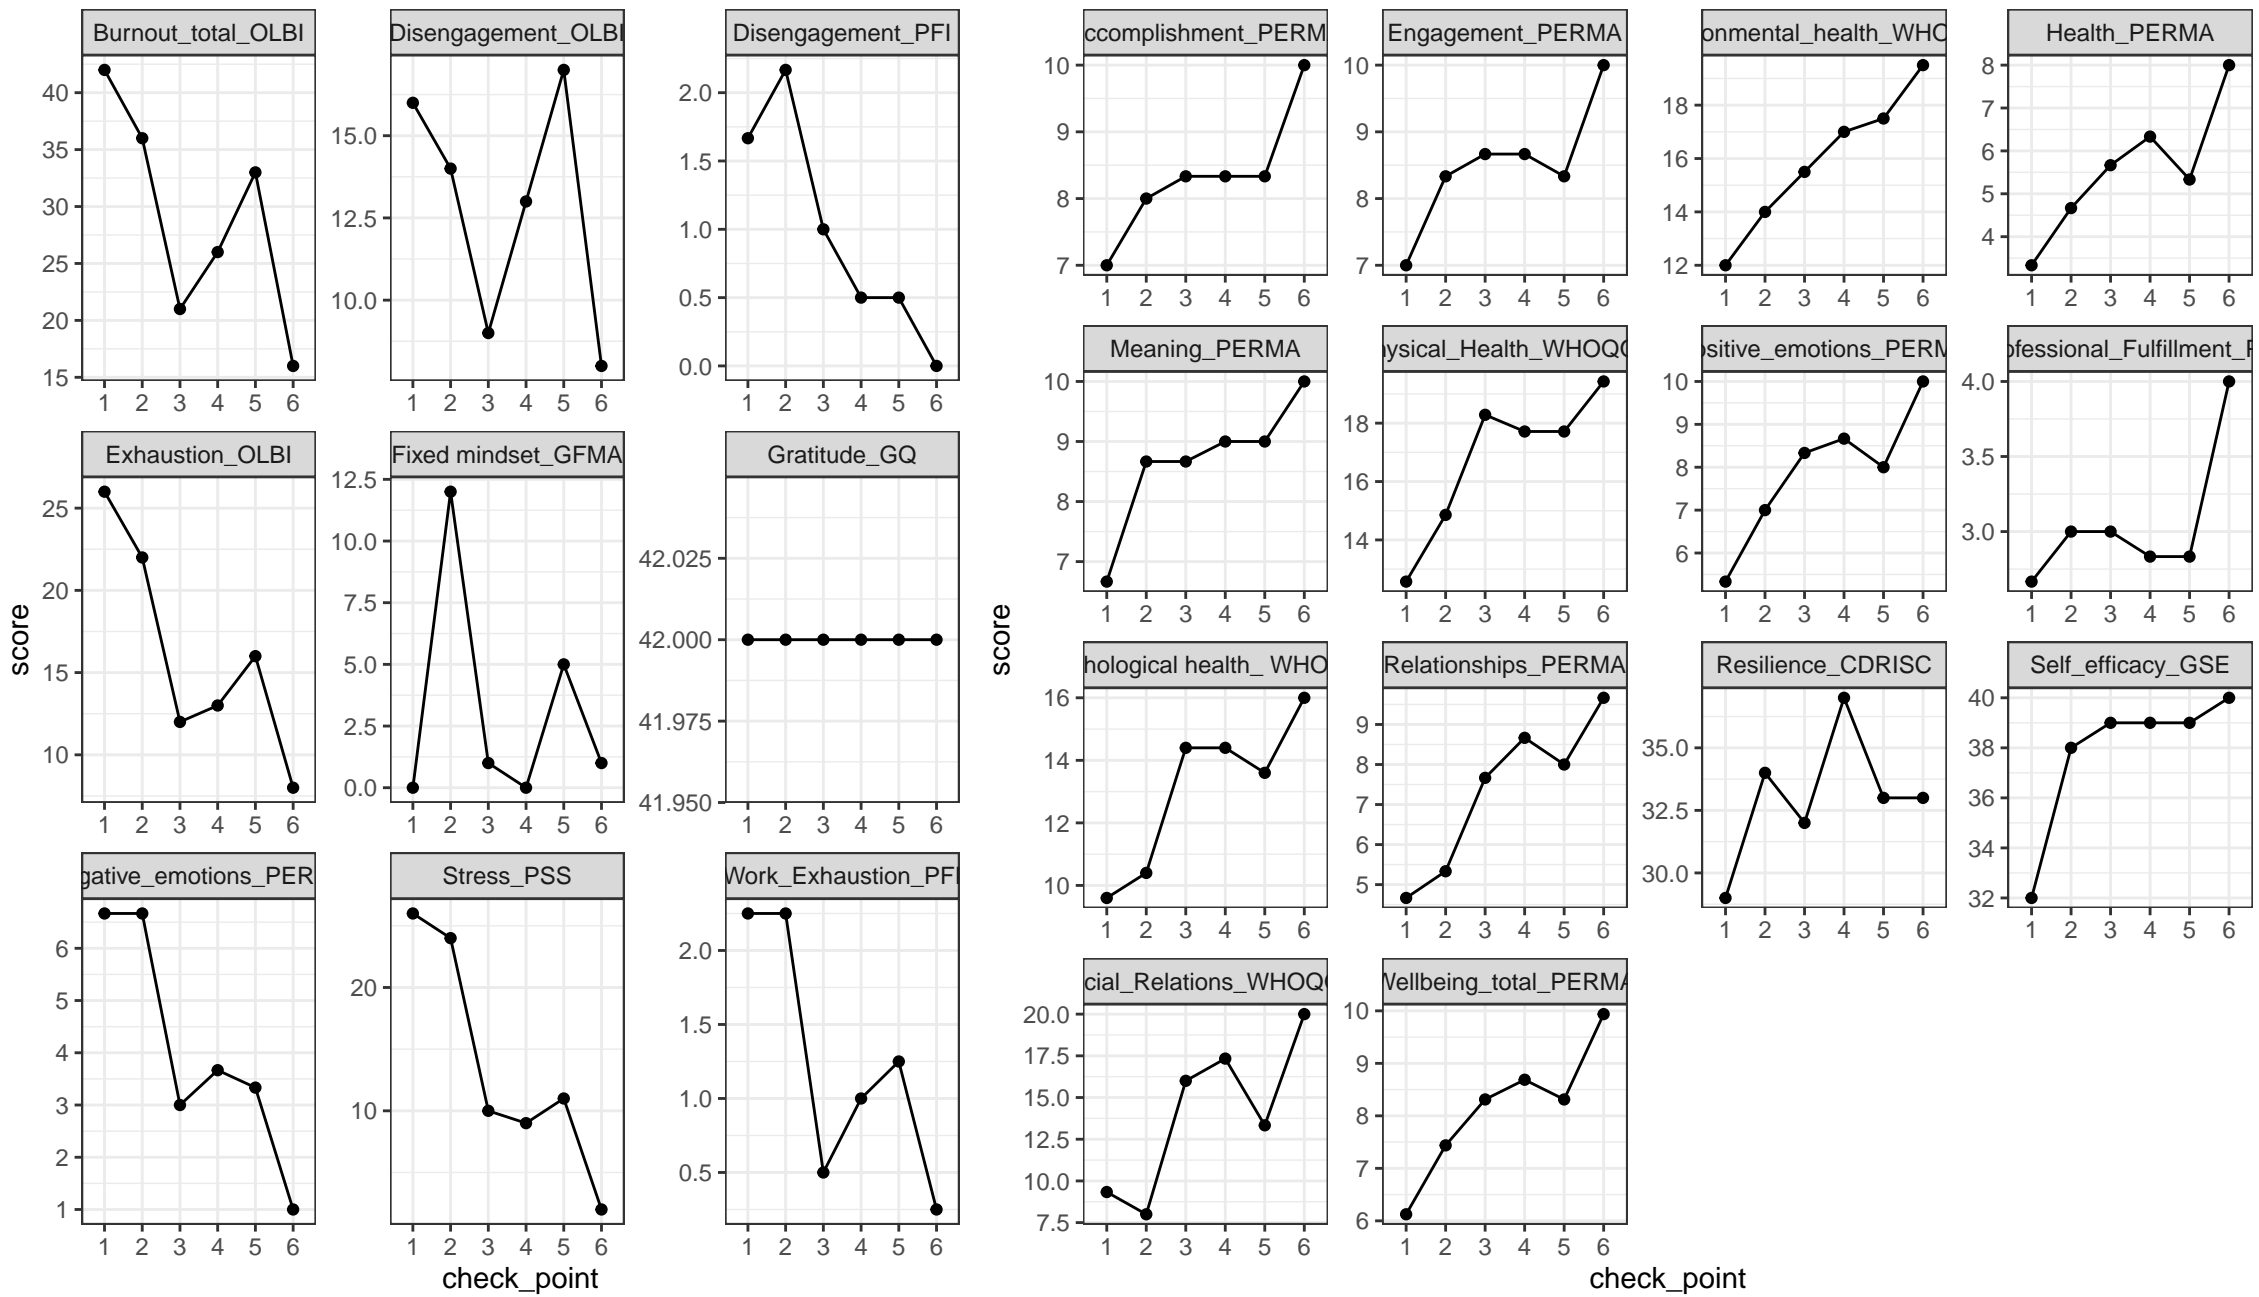 Burnout_total_OLBI
Disengagement_OLBI
Disengagement_PFI
40
35
30
25
20
15
1 2 3 4 5 6
15.0
12.5
10.0
1 2 3 4 5 6
2.0
1.5
1.0
0.5
0.0
1 2 3 4 5 6
Exhaustion_OLBI
Fixed mindset_GFMA
Gratitude_GQ
25
20
15
10
1 2 3 4 5 6
12.5
10.0
7.5
5.0
2.5
0.0
1 2 3 4 5 6
42.025
42.000
41.975
41.950
1 2 3 4 5 6
gative_emotions_PER
Stress_PSS
Work_Exhaustion_PFI
6
5
4
3
2
1
1 2 3 4 5 6
20
10
1 2 3 4 5 6
2.0
1.5
1.0
0.5
1 2 3 4 5 6
score
check_point
ccomplishment_PERM
Engagement_PERMA
onmental_health_WHO
Health_PERMA
10
9
8
7
1 2 3 4 5 6
10
9
8
7
1 2 3 4 5 6
18
16
14
12
1 2 3 4 5 6
8
7
6
5
4
1 2 3 4 5 6
Meaning_PERMA
ysical_Health_WHOQ
sitive_emotions_PERM
ofessional_Fulfillment_
10
9
8
7
1 2 3 4 5 6
18
16
14
1 2 3 4 5 6
10
9
8
7
6
1 2 3 4 5 6
4.0
3.5
3.0
1 2 3 4 5 6
hological health_ WHO
Relationships_PERMA
Resilience_CDRISC
Self_efficacy_GSE
16
14
12
10
1 2 3 4 5 6
9
8
7
6
5
1 2 3 4 5 6
35.0
32.5
30.0
1 2 3 4 5 6
40
38
36
34
32
1 2 3 4 5 6
cial_Relations_WHOQ
Wellbeing_total_PERMA
20.0
17.5
15.0
12.5
10.0
7.5
1 2 3 4 5 6
10
9
8
7
6
1 2 3 4 5 6
score
check_point